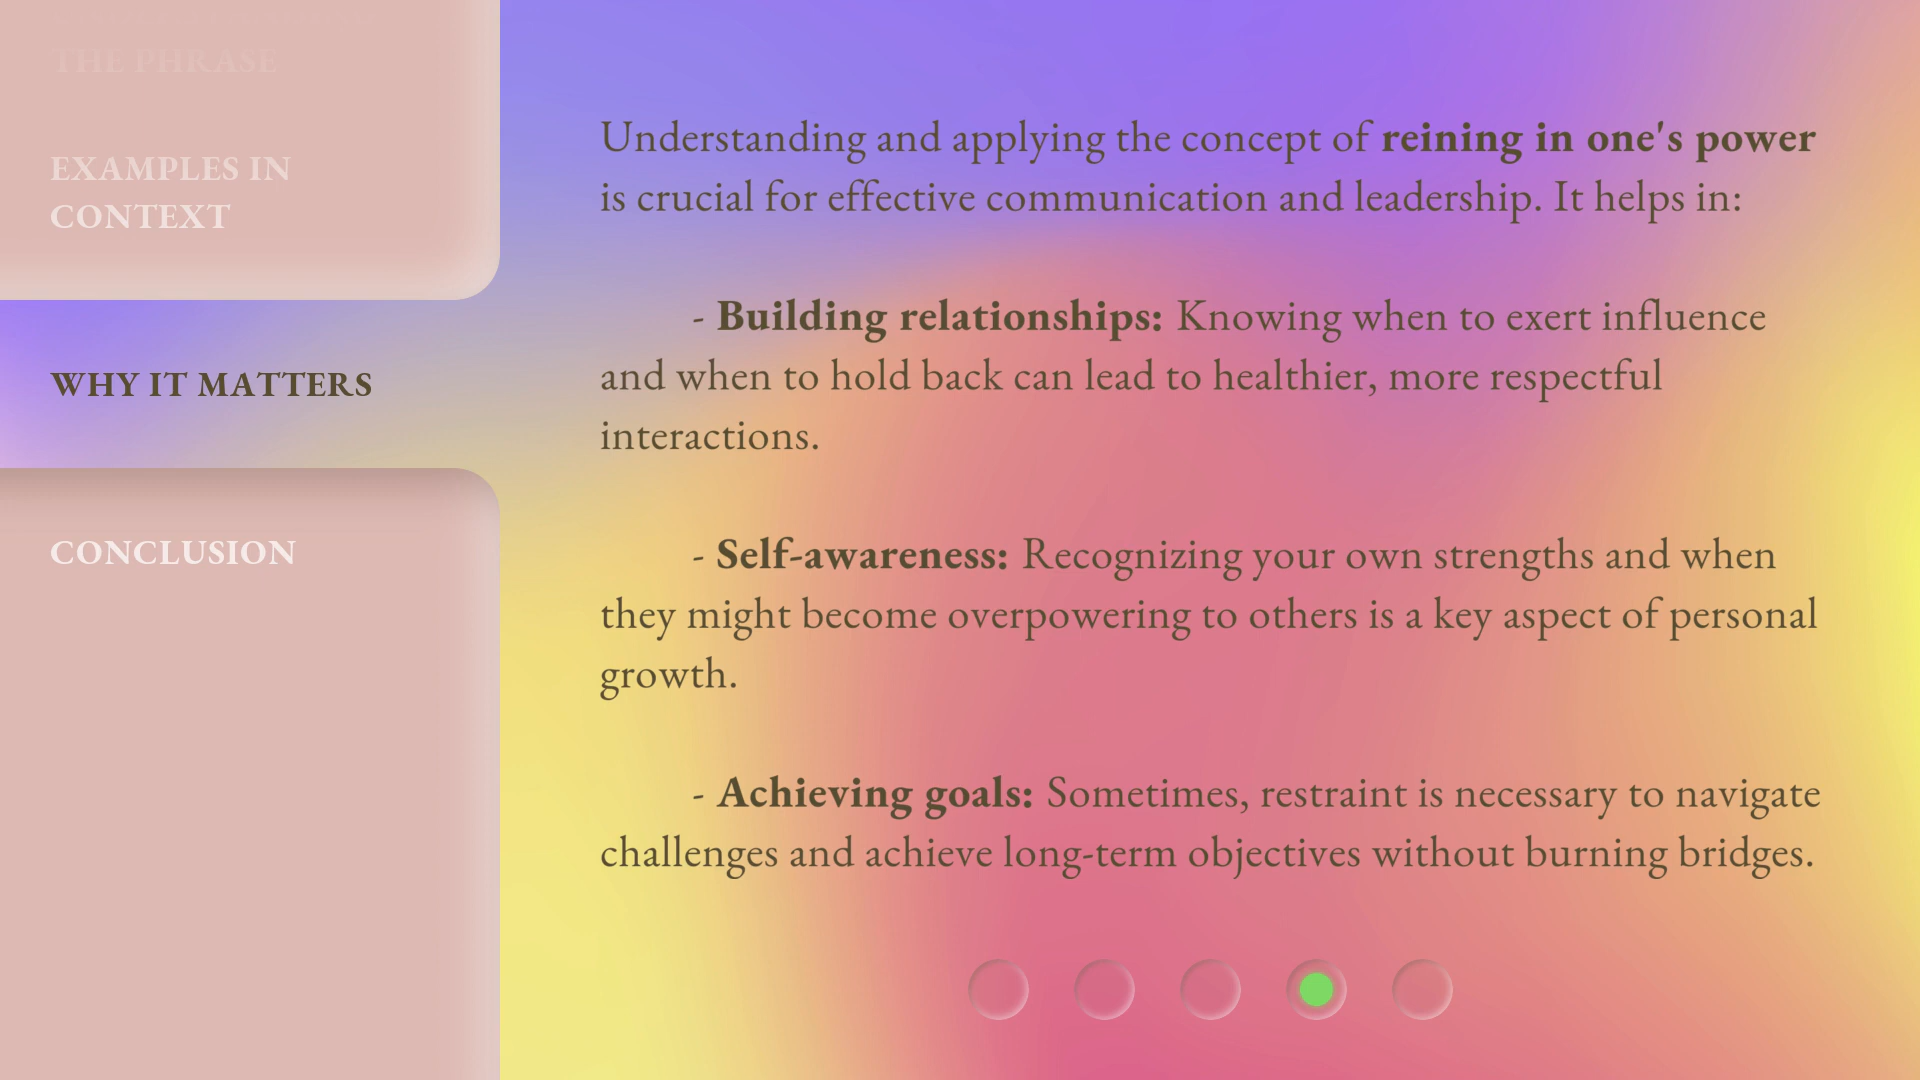 THE PHRASE
EXAMPLES IN
CONTEXT
WHY IT MATTERS
CONCLUSION
Understanding and applying the concept of reining in one's power
is crucial for effective communication and leadership. It helps in:
- Building relationships: Knowing when to exert influence
and when to hold back can lead to healthier, more respectful
interactions.
- Self-awareness: Recognizing your own strengths and when
they might become overpowering to others is a key aspect of personal
growth.
- Achieving goals: Sometimes, restraint is necessary to navigate
challenges and achieve long-term objectives without burning bridges.